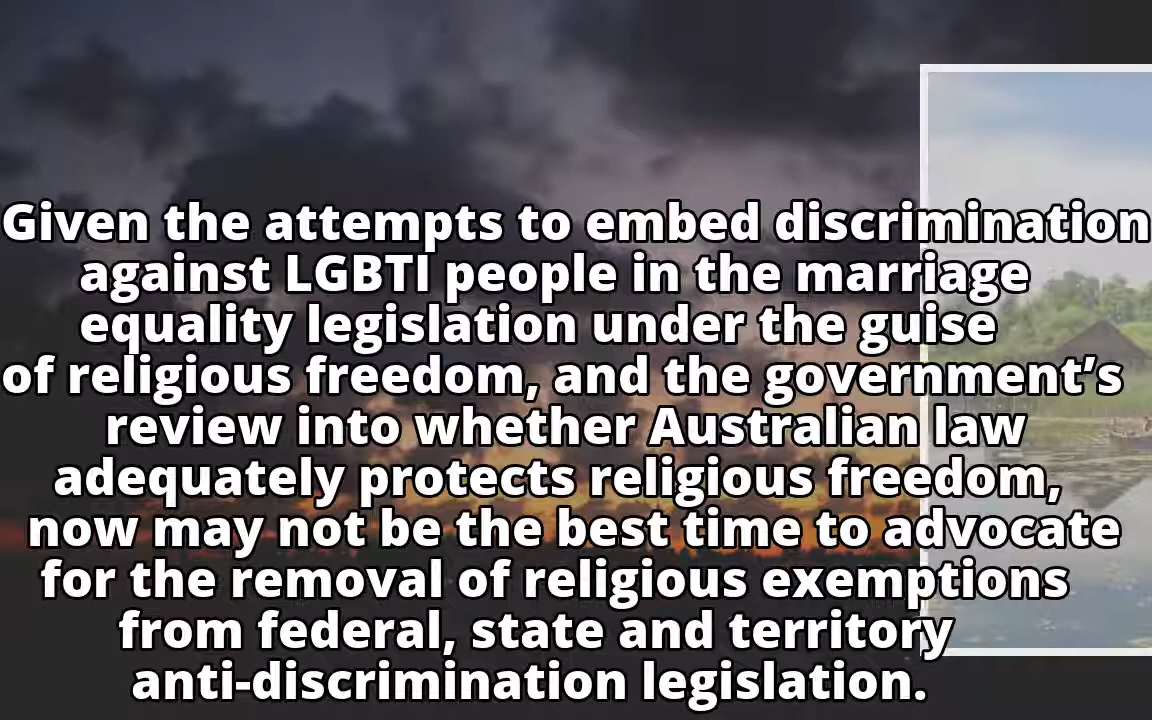 Given the attempts to embed discrimination
against LGBTI people in the marriage
equality legislation under the guise
of religious freedom, and the government’s
review into whether Australian law
adequately protects religious freedom,
now may not be the best time to advocate
for the removal of religious exemptions
from federal, state and territory
anti-discrimination legislation.